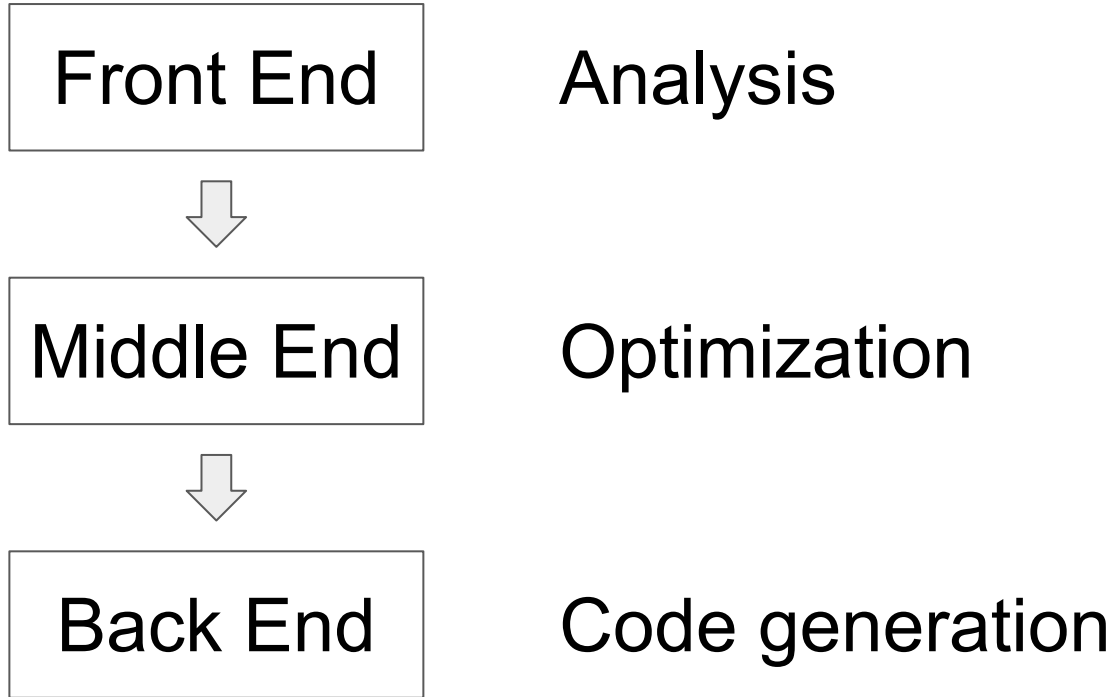 Front End
Analysis
Middle End
Optimization
Back End
Code generation